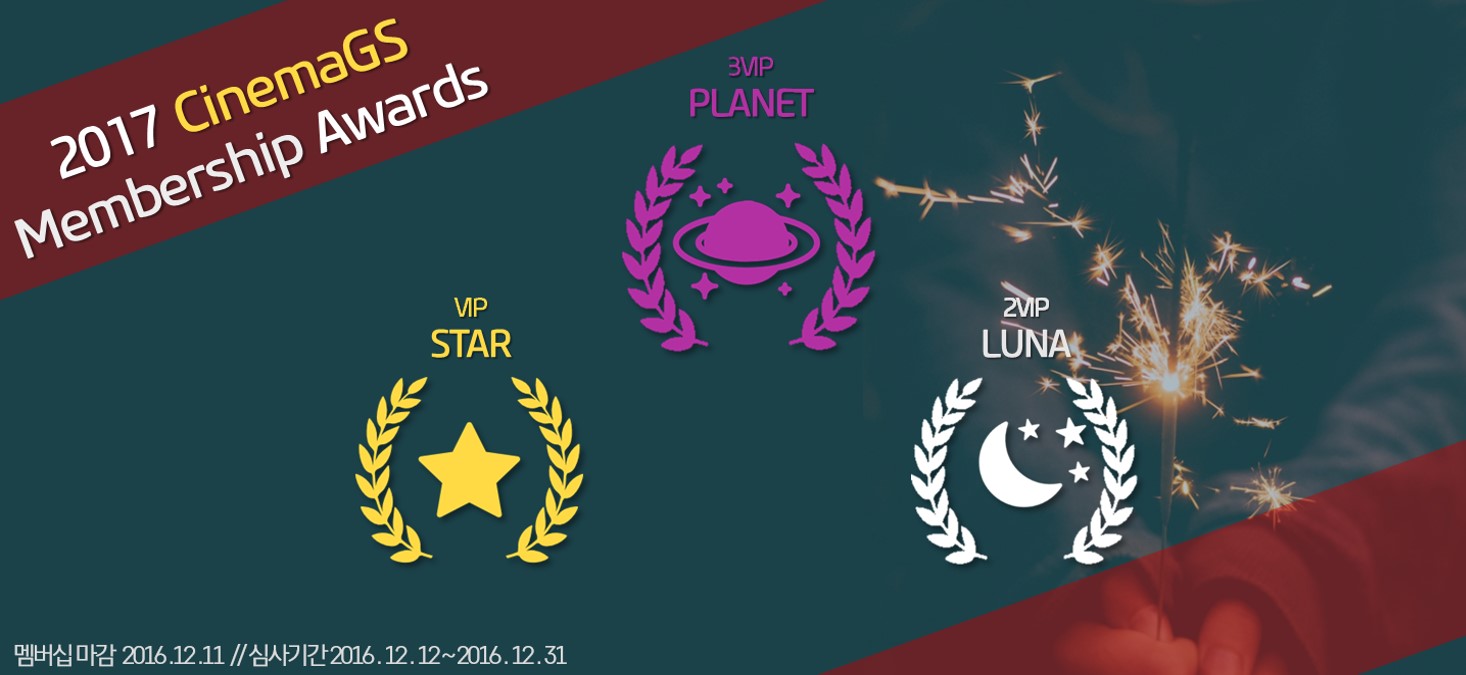 2017 CinemaGS
Membership Awards
3VIP
PLANET
VIP
STAR
2VIP
LUNA
멤버십 마감 2016.12.11 // 심사기간 2016.12.12~2016.12.31